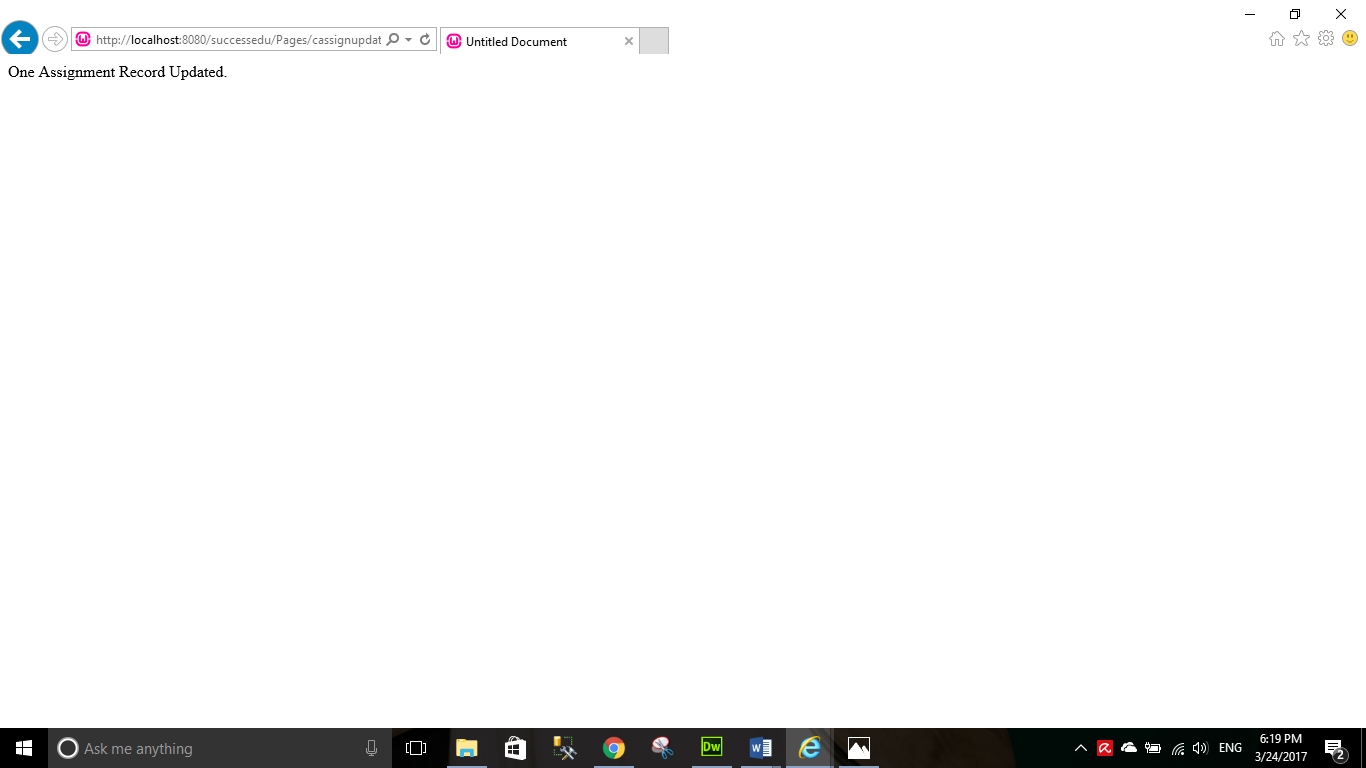 http://localhost:8080/successedu/Pages/cassignupdat
Untitled Document
One Assignment Record Updated.
Ask me anything
Dw
ENG
6:19 PM
3/24/2017
2